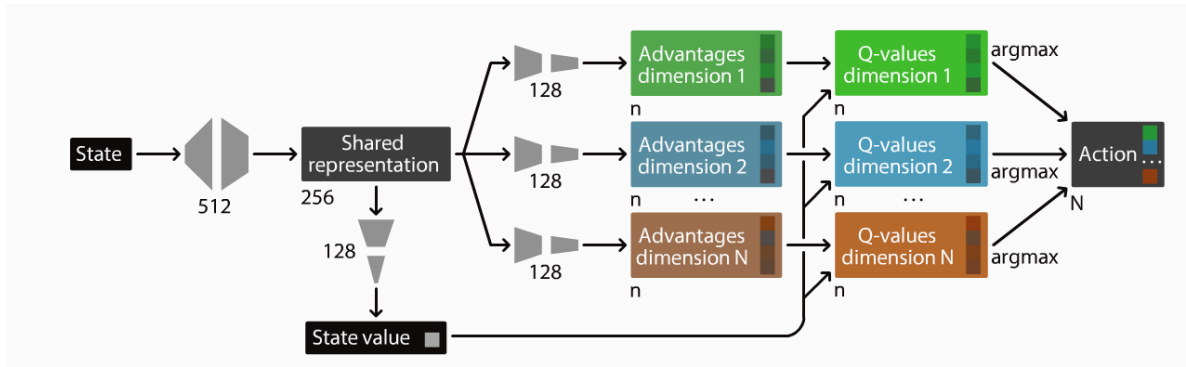 State
512
Shared
representation
256
128
State value
128
128
128
Advantages
dimension 1
n
Advantages
dimension 2
n
...
Advantages
dimension N
n
Q-values
dimension 1
n
Q-values
dimension 2
n
...
Q-values
dimension N
n
argmax
argmax
argmax
Action
...
N